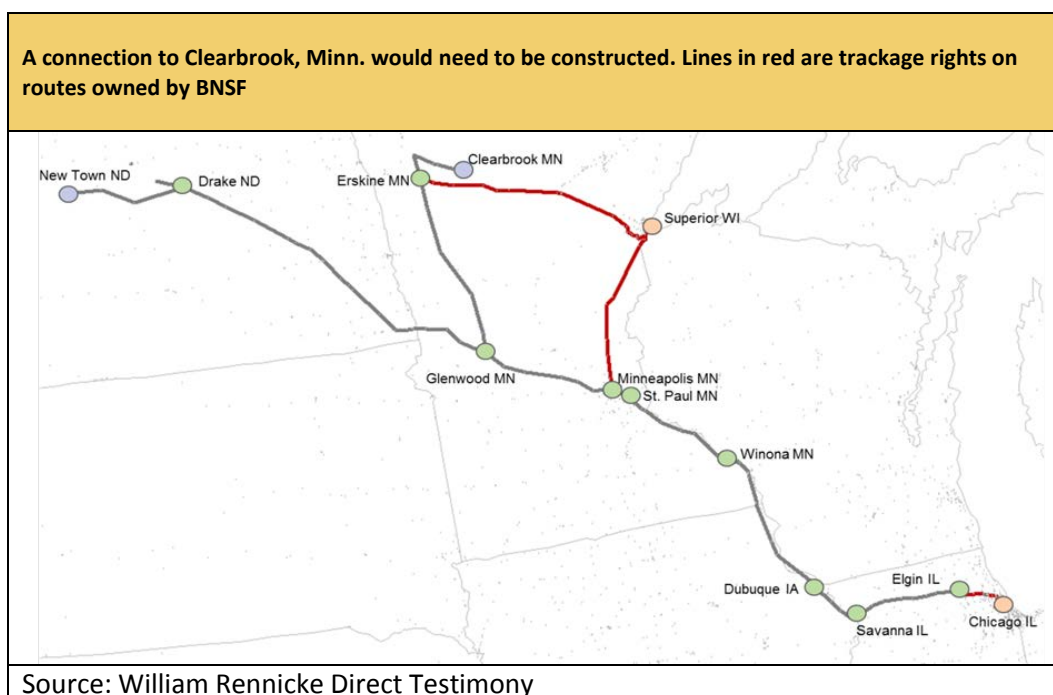 A connection to Clearbrook, Minn. would need to be constructed. Lines in red are trackage rights on
routes owned by BNSF
Clearbrook MN
New Town ND
Drake ND
Erskine MN
Superior WI
Glenwood MN
Minneapolis MN
St. Paul MN
Winona MN
Dubuque IA
Elgin IL
Savanna IL
Chicago IL
Source: William Rennicke Direct Testimony